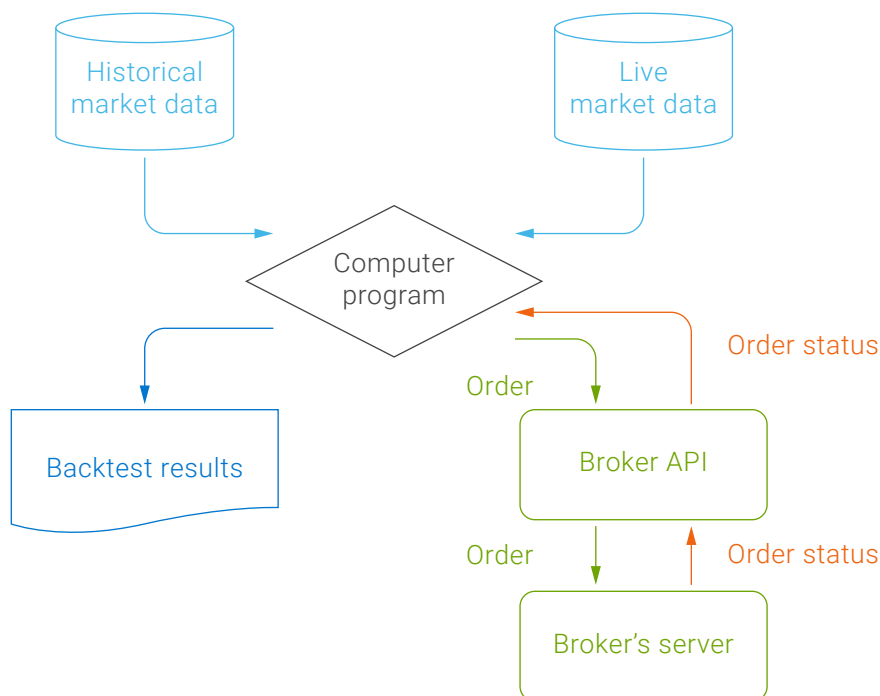 Historical
market data
Live
market data
Computer
program
Order status
Order
Backtest results
Broker API
Order
Order status
Broker’s server